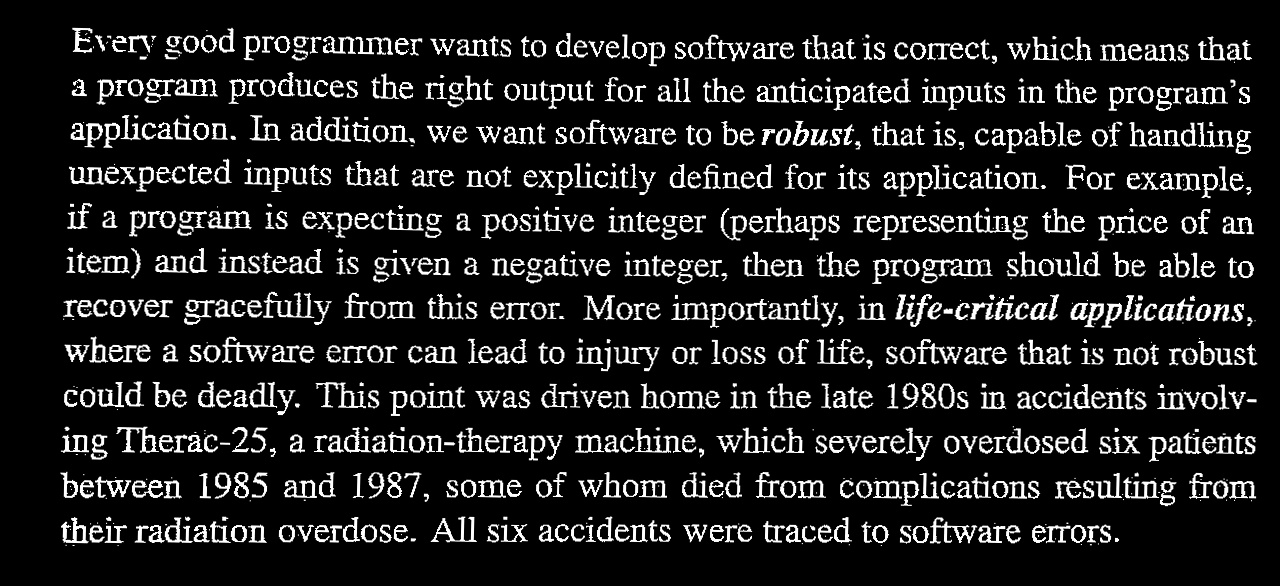 Every good programmer wants to develop software that is correct, which means that
a program produces the right output for all the anticipated inputs in the program's
application. In addition, we want software to be robust, that is, capable of handling
unexpected inputs that are not explicitly defined for its application. For example,
if a program is expecting a positive integer (perhaps representing the price of an
item) and instead is given a negative integer, then the program should be able to
recover gracefully from this error. More importantly, in life-critical applications,
where a software error can lead to injury or loss of life, software that is not robust
could be deadly. This point was driven home in the late 1980s in accidents involv-
ing Therac-25, a radiation-therapy machine, which severely overdosed six patients
between 1985 and 1987, some of whom died from complications resulting from
their radiation overdose. All six accidents were traced to software errors.